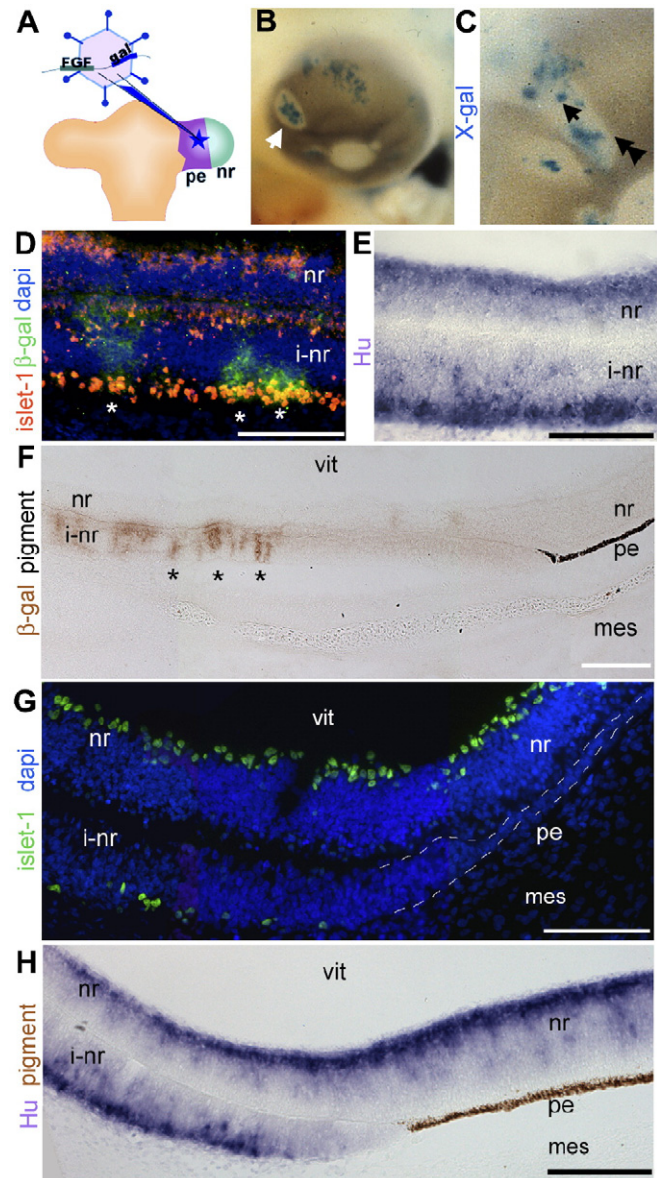 A
FGF
gal
pe
nr
B
C
X-gal
D
nr
i-nr
islet-1 β-gal dapi
E
nr
i-nr
Hu
F
vit
nr
i-nr
nr
pe
mes
β-gal pigment
G
vit
nr
nr
i-nr
pe
mes
islet-1 dapi
H
vit
nr
nr
i-nr
pe
mes
Hu pigment